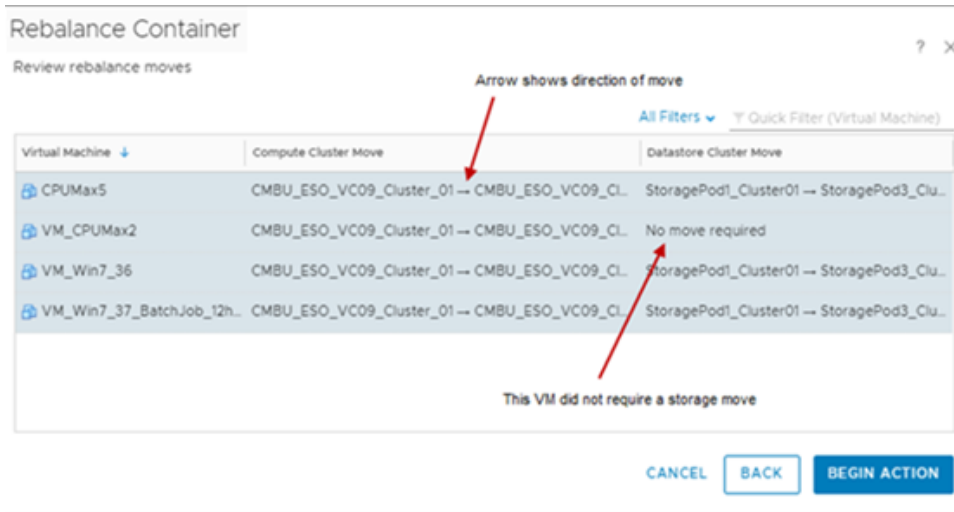 Rebalance Container
? ×
Review rebalance moves
Arrow shows direction of move
All Filters Quick Filter (Virtual Machine)
Virtual Machine ↓ Compute Cluster Move Datastore Cluster Move
CPUMax5 CMBU_ESO_VC09_Cluster_01 → CMBU_ESO_VC09_Cl... StoragePod1_Cluster01 → StoragePod3_Clu...
VM_CPUMax2 CMBU_ESO_VC09_Cluster_01 → CMBU_ESO_VC09_Cl... No move required
VM_Win7_36 CMBU_ESO_VC09_Cluster_01 → CMBU_ESO_VC09_Cl... StoragePod1_Cluster01 → StoragePod3_Clu...
VM_Win7_37_BatchJob_12h... CMBU_ESO_VC09_Cluster_01 → CMBU_ESO_VC09_Cl... StoragePod1_Cluster01 → StoragePod3_Clu...
This VM did not require a storage move
CANCEL BACK BEGIN ACTION